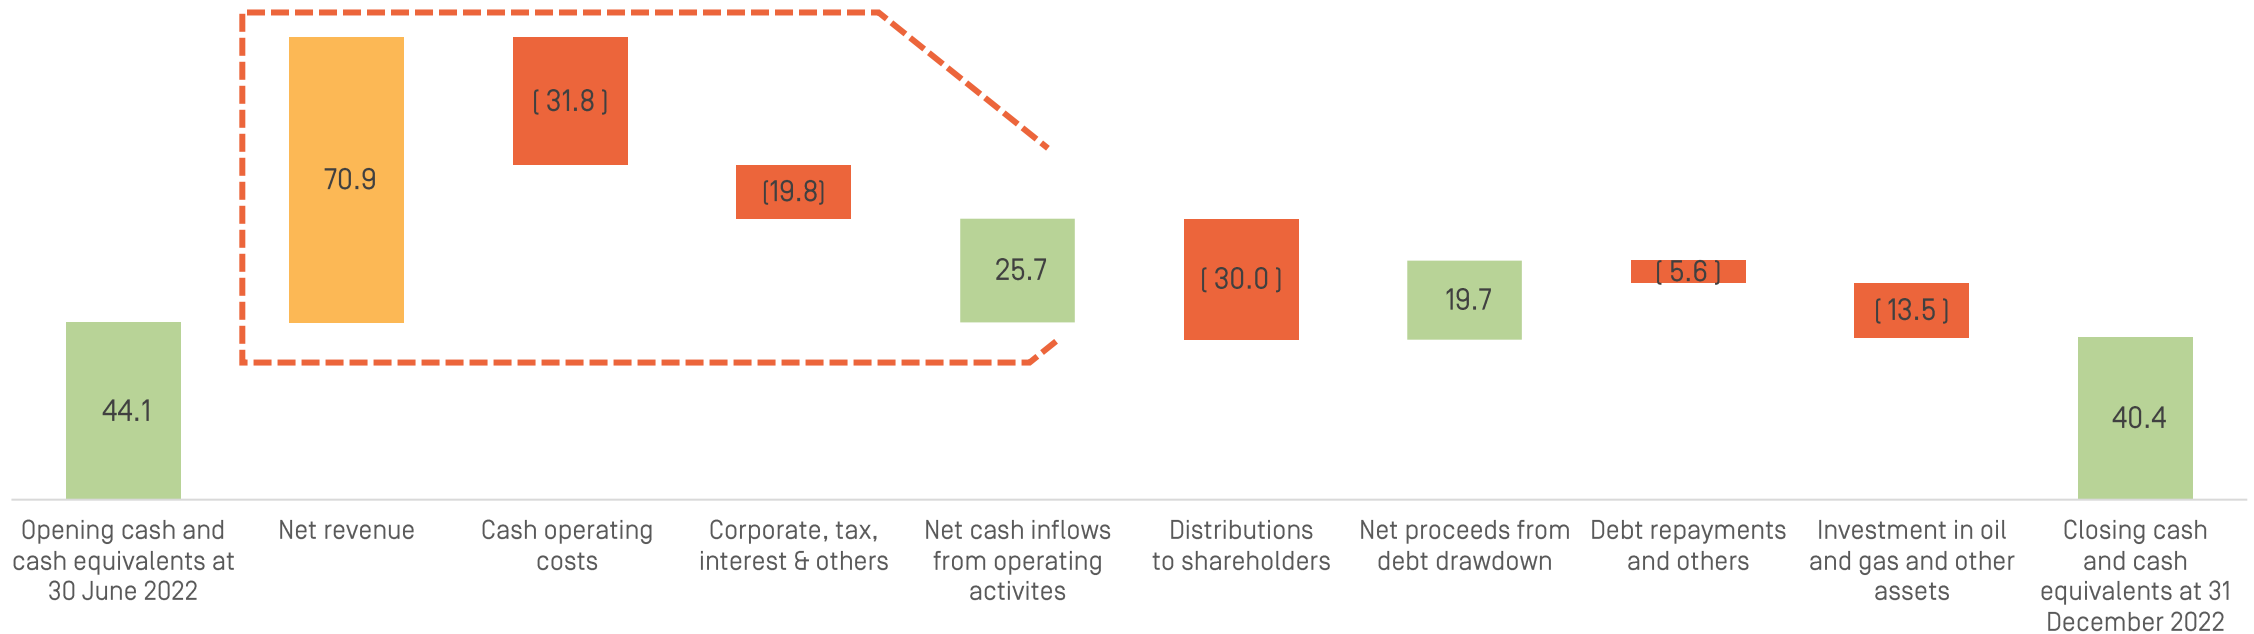 70.9
( 31.8 )
(19.8)
25.7
( 30.0 )
19.7
( 5.6 )
( 13.5 )
44.1
40.4
Opening cash and
cash equivalents at
30 June 2022
Net revenue
Cash operating
costs
Corporate, tax,
interest & others
Net cash inflows
from operating
activites
Distributions
to shareholders
Net proceeds from
debt drawdown
Debt repayments
and others
Investment in oil
and gas and other
assets
Closing cash
and cash
equivalents at 31
December 2022